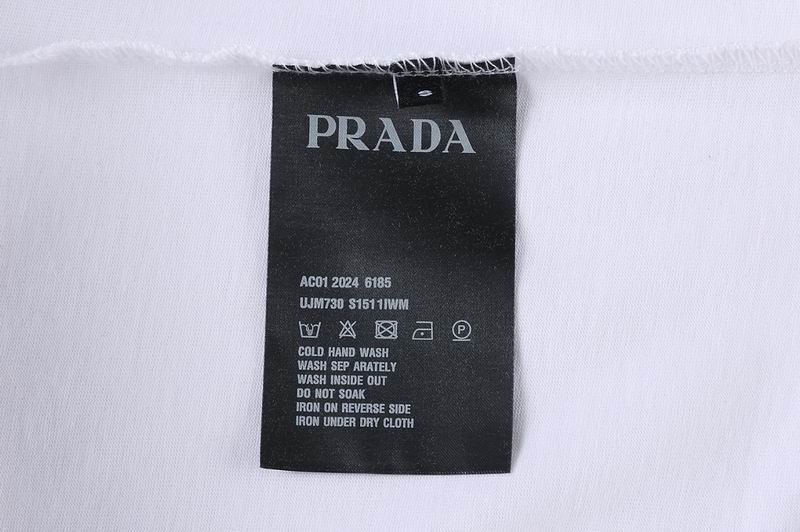 PRADA
AC01 2024 6185
UJM730 S1511IWM
P
COLD HAND WASH
WASH SEP ARATELY
WASH INSIDE OUT
DO NOT SOAK
IRON ON REVERSE SIDE
IRON UNDER DRY CLOTH